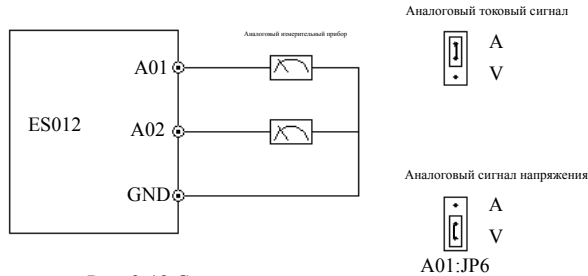 Аналоговый токовый сигнал
Аналоговый измерительный прибор
A
V
A01
ES012
A02
GND
Аналоговый сигнал напряжения
A
V
A01:JP6